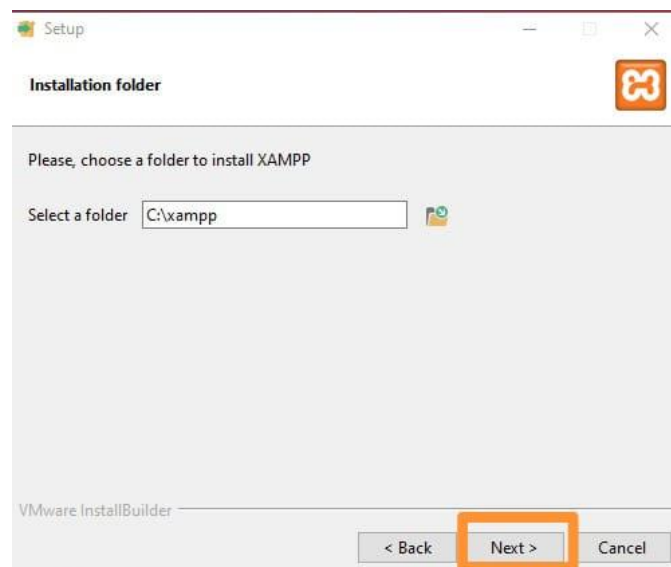 Setup
Installation folder
Please, choose a folder to install XAMPP
Select a folder C:\xampp
VMware InstallBuilder
< Back Next > Cancel